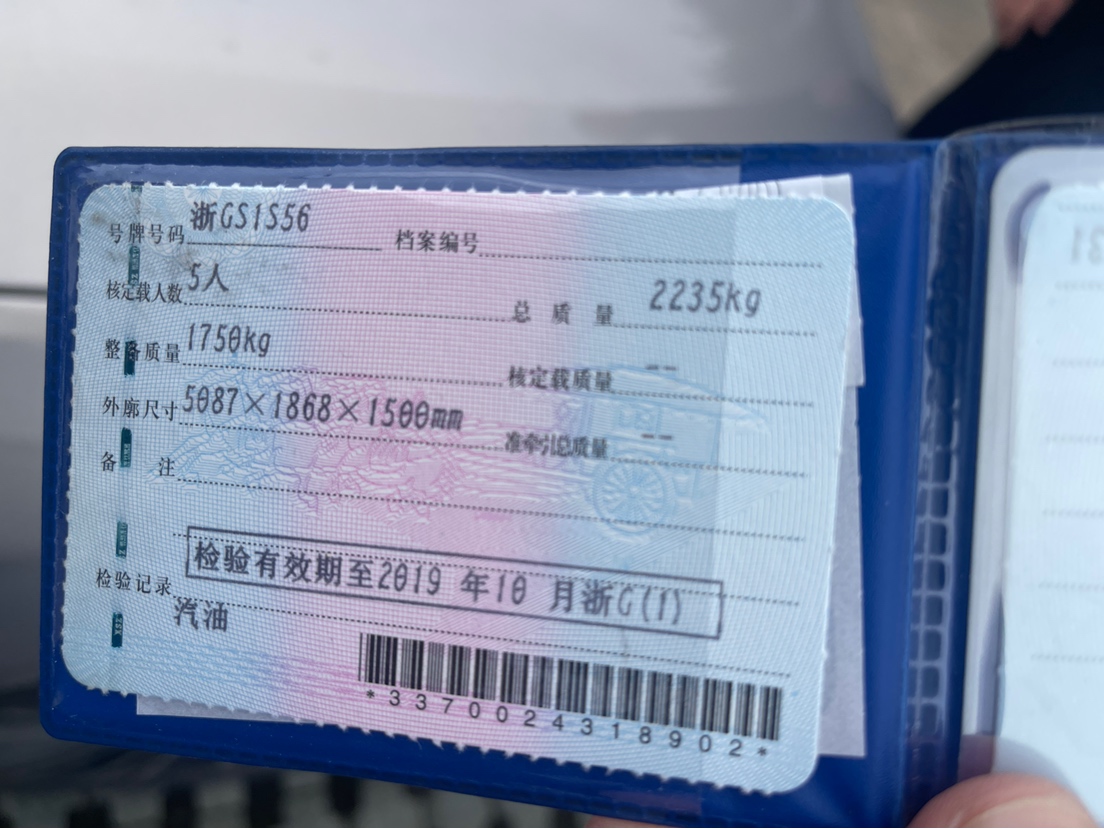 号牌号码 浙GS1S56 档案编号
核定载人数 5人 总质量 2235kg
整备质量 1750kg 核定载质量 --
外廓尺寸 5087×1868×1500mm 准牵引总质量 --
备注
检验有效期至2019 年10 月浙G(1)
检验记录
汽油
*3370024318902*